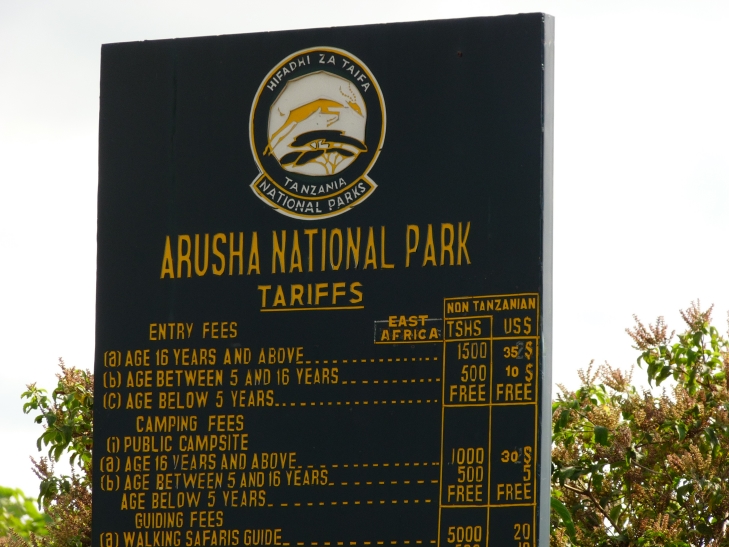 HIFADHI ZA TAIFA
TANZANIA
NATIONAL PARKS
ARUSHA NATIONAL PARK
TARIFFS
NON TANZANIAN
ENTRY FEES EAST AFRICA TSHS US$
(a) AGE 16 YEARS AND ABOVE 1500 35$
(b) AGE BETWEEN 5 AND 16 YEARS 500 10$
(c) AGE BELOW 5 YEARS FREE FREE
CAMPING FEES
(i) PUBLIC CAMPSITE
(a) AGE 16 YEARS AND ABOVE 1000 30$
(b) AGE BETWEEN 5 AND 16 YEARS 500 5
AGE BELOW 5 YEARS FREE FREE
GUIDING FEES
(a) WALKING SAFARIS GUIDE 5000 20